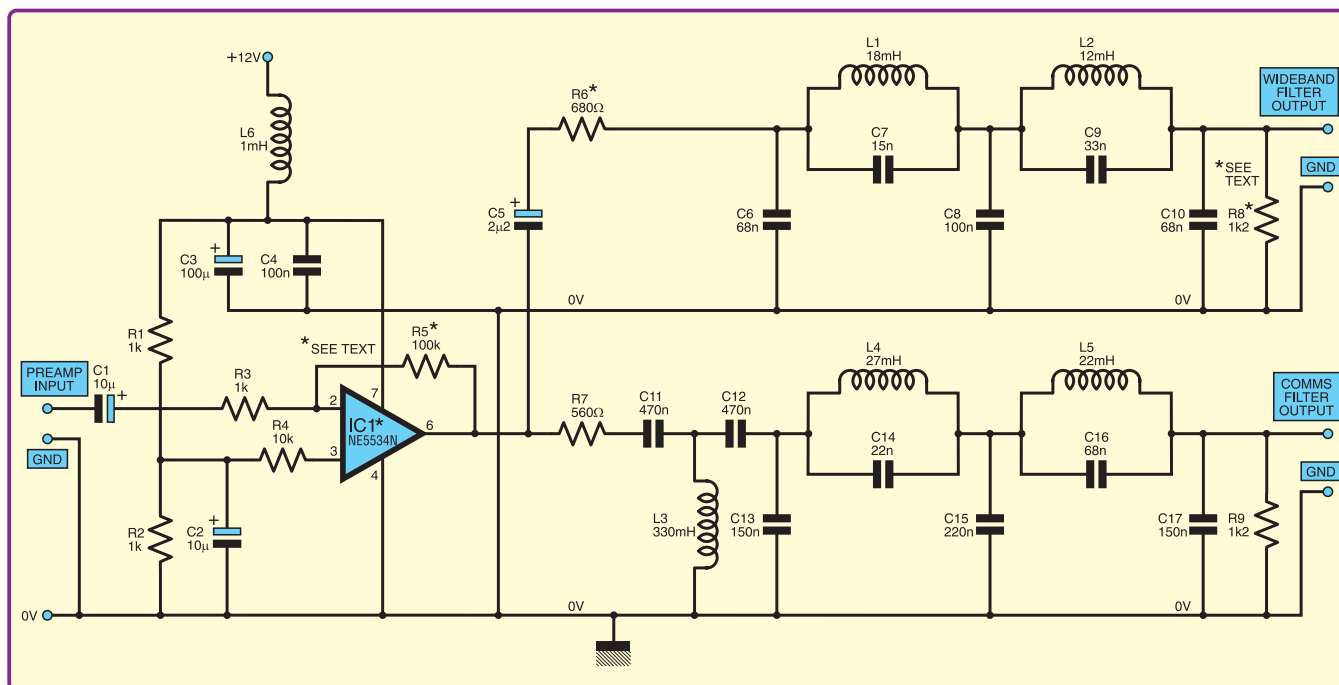 +12V
L6
1mH
R6*
680Ω
L1
18mH
L2
12mH
C7
15n
C9
33n
WIDEBAND
FILTER
OUTPUT
GND
*SEE
TEXT
C5
2µ2
+
C6
68n
C8
100n
C10
68n
R8*
1k2
C3
100µ
+
C4
100n
0V
0V
R1
1k
*SEE TEXT
R5*
100k
PREAMP
INPUT
GND
C1
10µ
+
R3
1k
R4
10k
2
3
7
6
4
IC1*
NE5534N
R2
1k
C2
10µ
+
R7
560Ω
C11
470n
C12
470n
L3
330mH
C13
150n
L4
27mH
C14
22n
L5
22mH
C16
68n
C15
220n
C17
150n
R9
1k2
COMMS
FILTER
OUTPUT
GND
0V
0V
0V